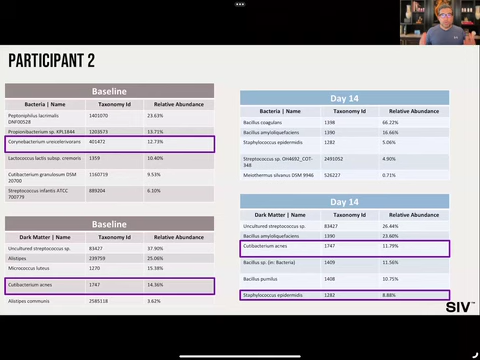 PARTICIPANT 2
Baseline
Bacteria | Name Taxonomy Id Relative Abundance
Peptoniphilus lacrimalis DNF00528 1401070 23.63%
Propionibacterium sp. KPL1844 1203573 13.71%
Corynebacterium ureicelerivorans 401472 12.73%
Lactococcus lactis subsp. cremoris 1359 10.40%
Cutibacterium granulosum DSM 20700 1160719 9.53%
Streptococcus infantis ATCC 700779 889204 6.10%
Baseline
Dark Matter | Name Taxonomy Id Relative Abundance
Uncultured streptococcus sp. 83427 37.90%
Alistipes 239759 25.06%
Micrococcus luteus 1270 15.38%
Cutibacterium acnes 1747 14.36%
Alistipes communis 2585118 3.62%
Day 14
Bacteria | Name Taxonomy Id Relative Abundance
Bacillus coagulans 1398 66.22%
Bacillus amyloliquefaciens 1390 16.66%
Staphylococcus epidermidis 1282 5.06%
Streptococcus sp. OH4692_COT-348 2491052 4.90%
Meiothermus silvanus DSM 9946 526227 0.71%
Day 14
Dark Matter | Name Taxonomy Id Relative Abundance
Uncultured streptococcus sp. 83427 26.44%
Bacillus amyloliquefaciens 1390 23.60%
Cutibacterium acnes 1747 11.79%
Bacillus sp. (in: Bacteria) 1409 11.56%
Bacillus pumilus 1408 10.75%
Staphylococcus epidermidis 1282 8.88%
SIV™